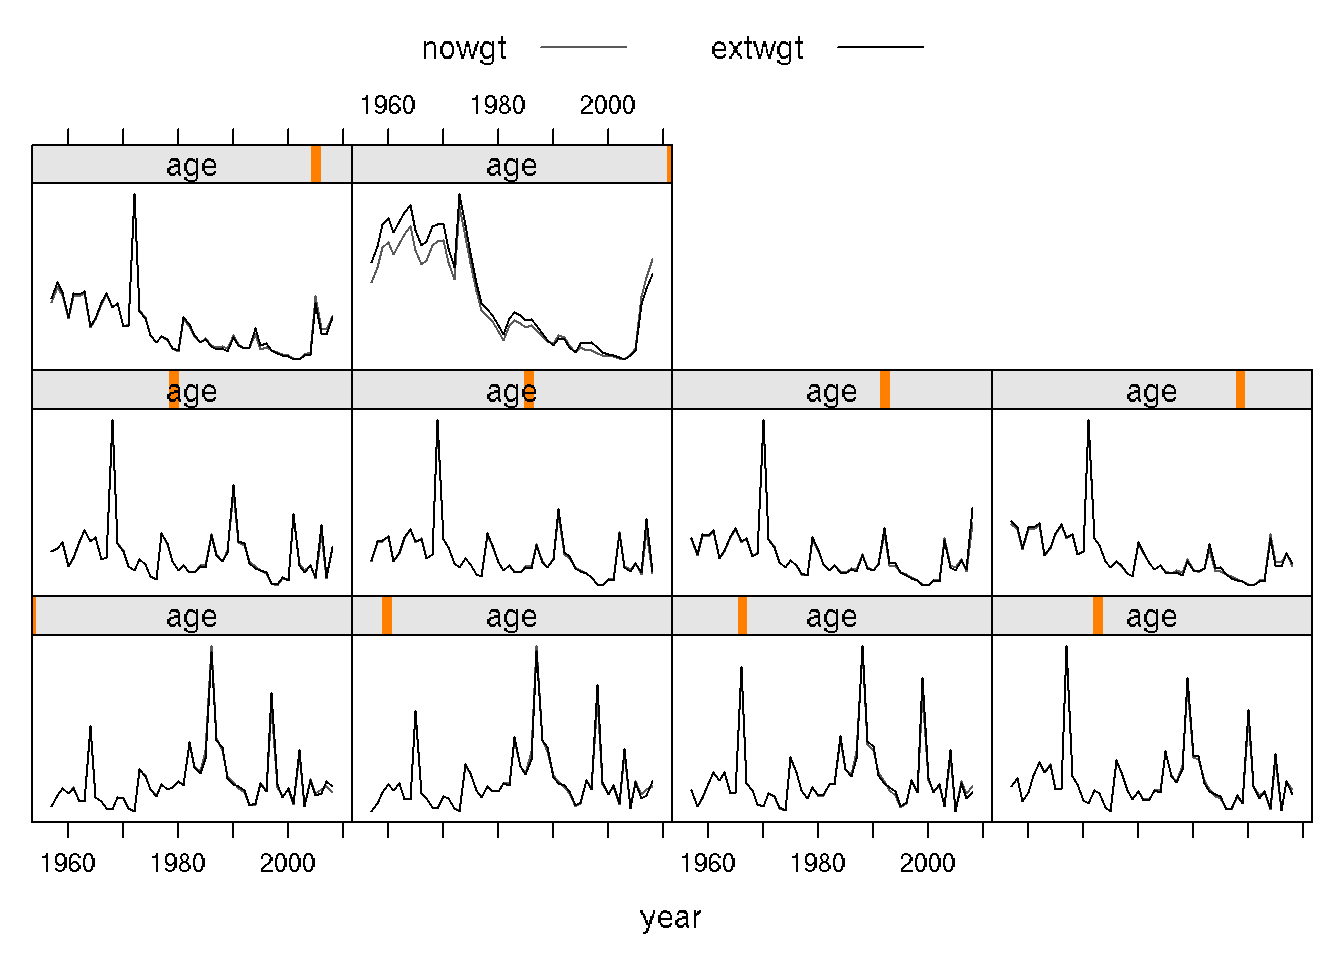 nowgt extwgt
1960 1980 2000
age age
age age age age
age age age age
1960 1980 2000 1960 1980 2000
year